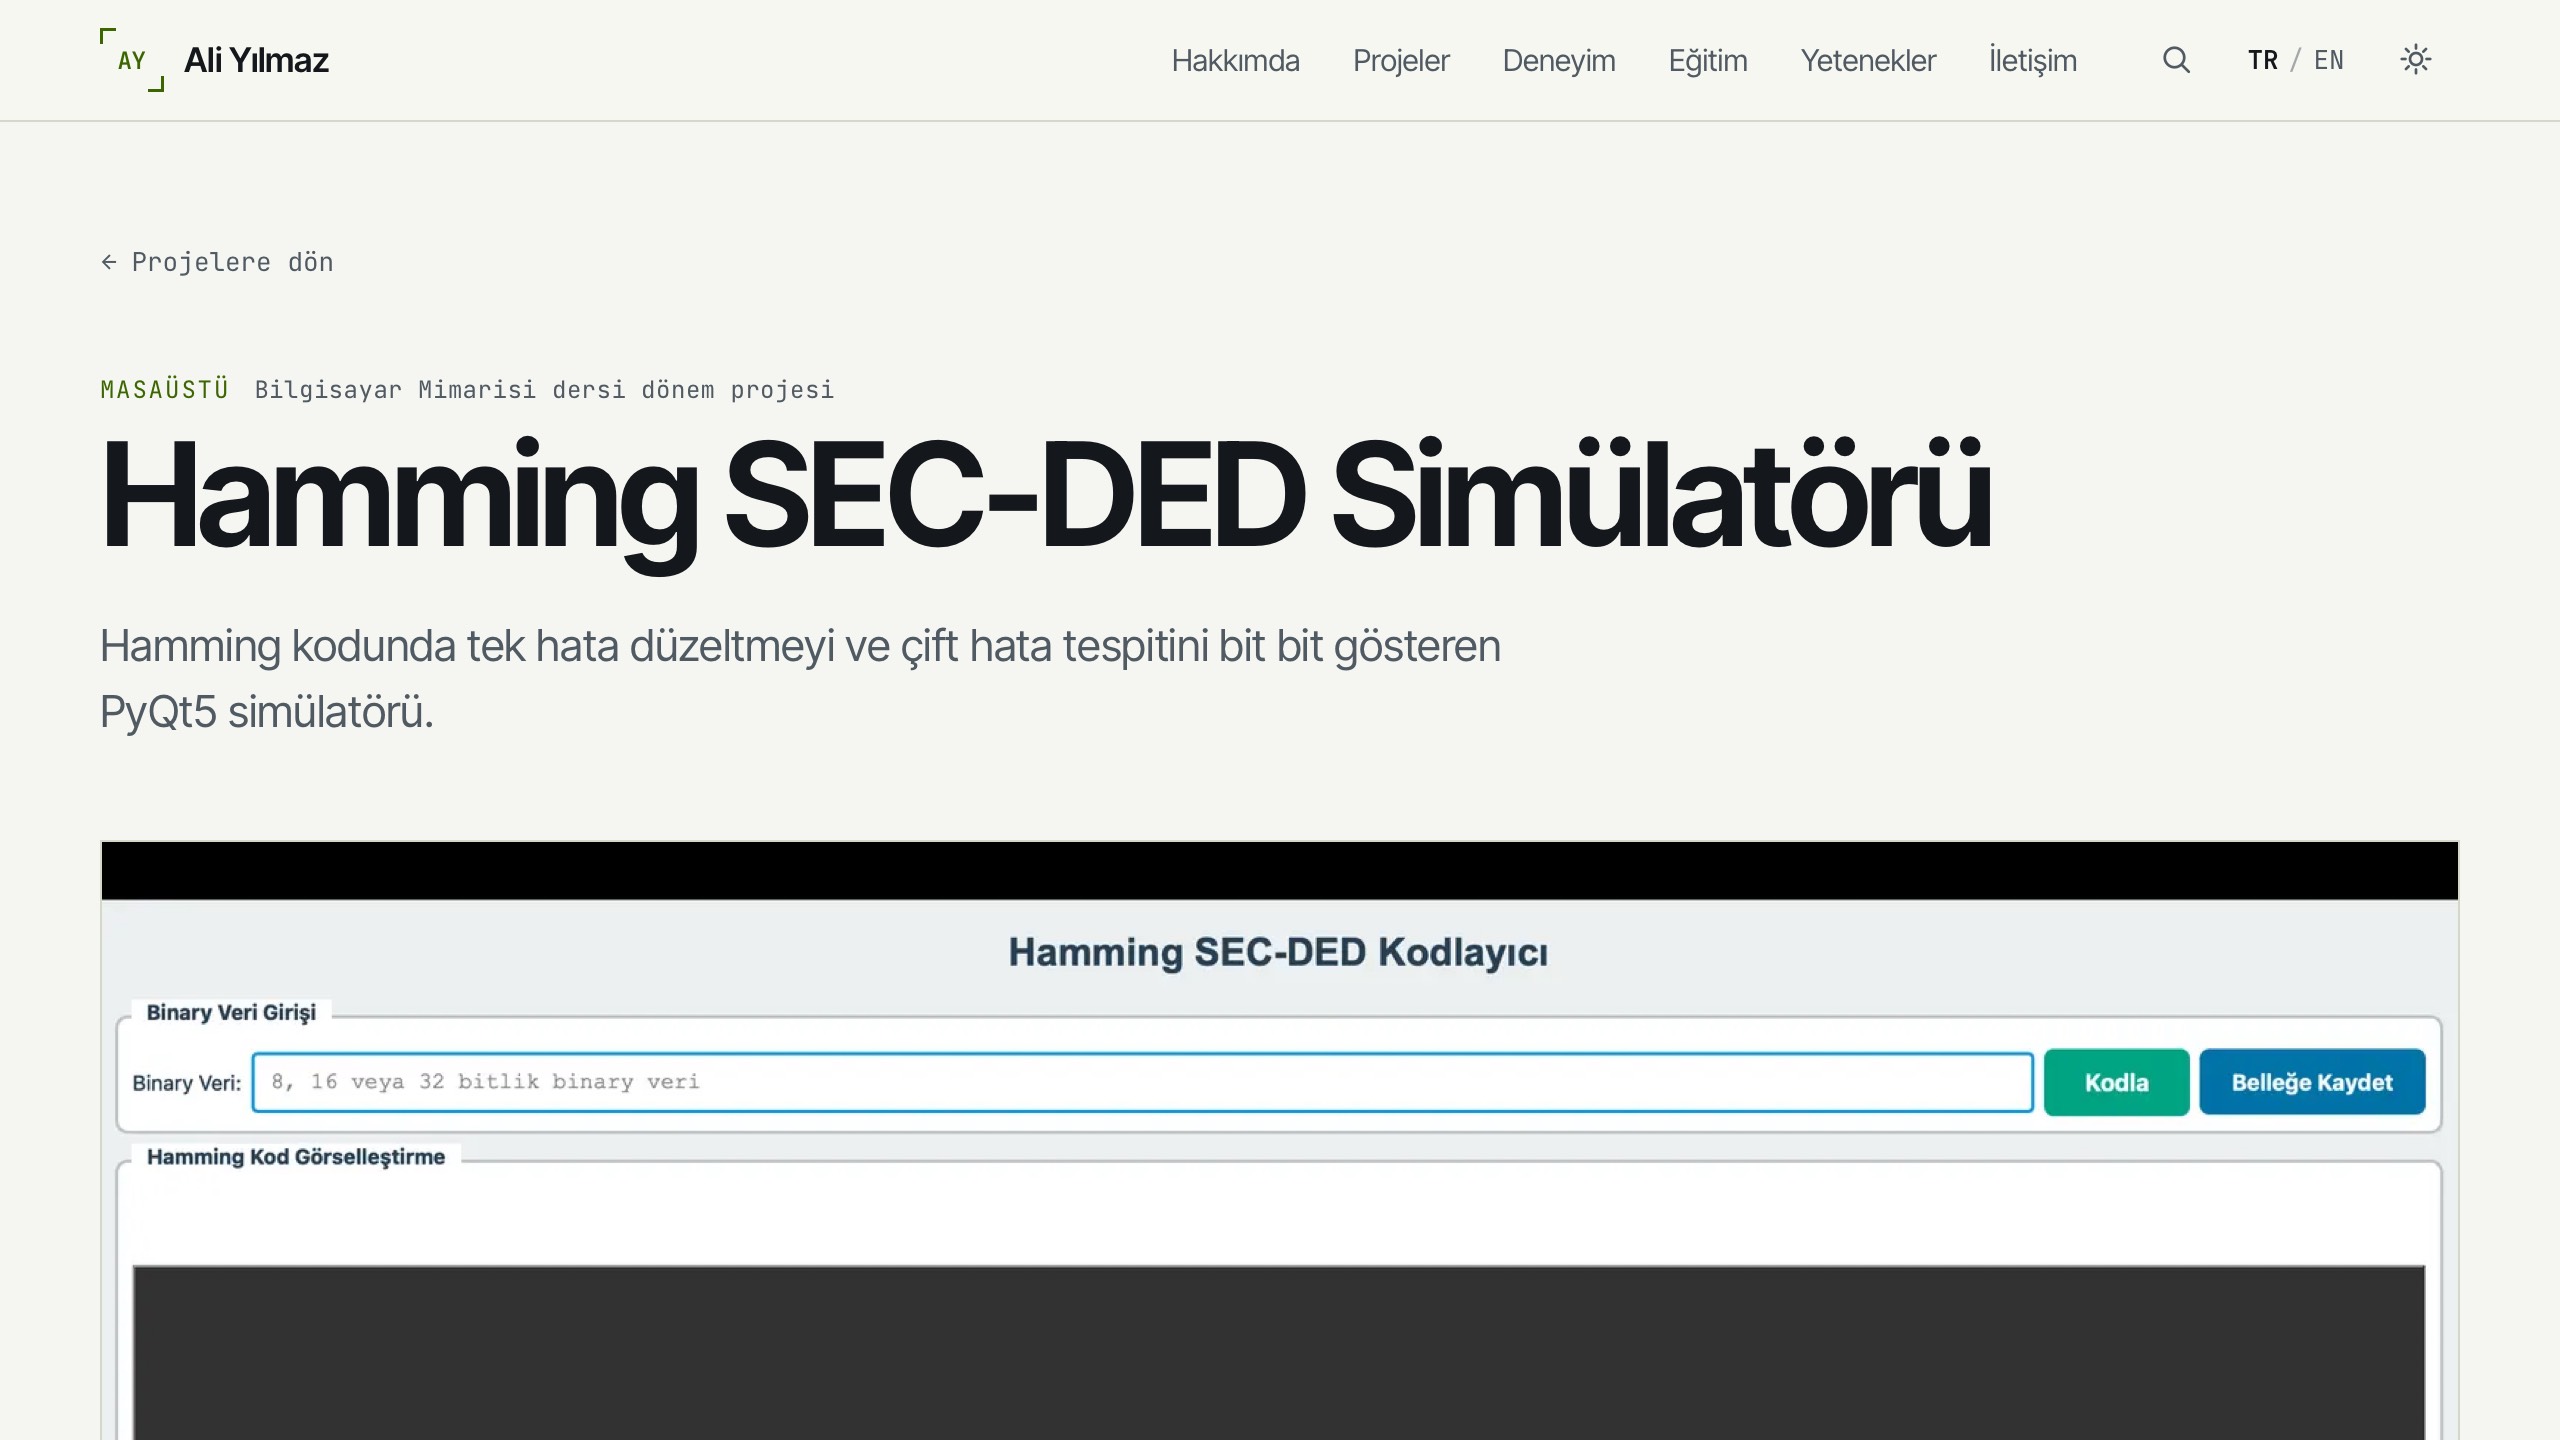 AY Ali Yılmaz Hakkımda Projeler Deneyim Eğitim Yetenekler İletişim TR / EN
← Projelere dön
MASAÜSTÜ Bilgisayar Mimarisi dersi dönem projesi
Hamming SEC-DED Simülatörü
Hamming kodunda tek hata düzeltmeyi ve çift hata tespitini bit bit gösteren
PyQt5 simülatörü.
Hamming SEC-DED Kodlayıcı
Binary Veri Girişi
Binary Veri: 8, 16 veya 32 bitlik binary veri Kodla Belleğe Kaydet
Hamming Kod Görselleştirme